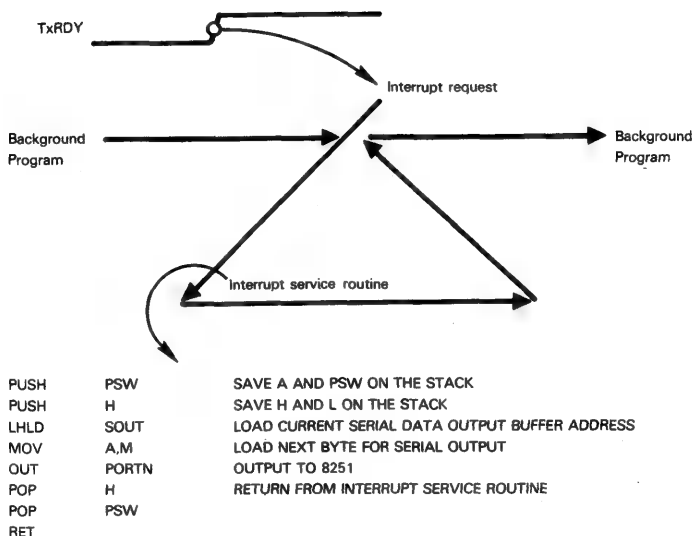 TxRDY
Interrupt request
Background
Program
Background
Program
Interrupt service routine
PUSH PSW SAVE A AND PSW ON THE STACK
PUSH H SAVE H AND L ON THE STACK
LHLD SOUT LOAD CURRENT SERIAL DATA OUTPUT BUFFER ADDRESS
MOV A,M LOAD NEXT BYTE FOR SERIAL OUTPUT
OUT PORTN OUTPUT TO 8251
POP H RETURN FROM INTERRUPT SERVICE ROUTINE
POP PSW
RET